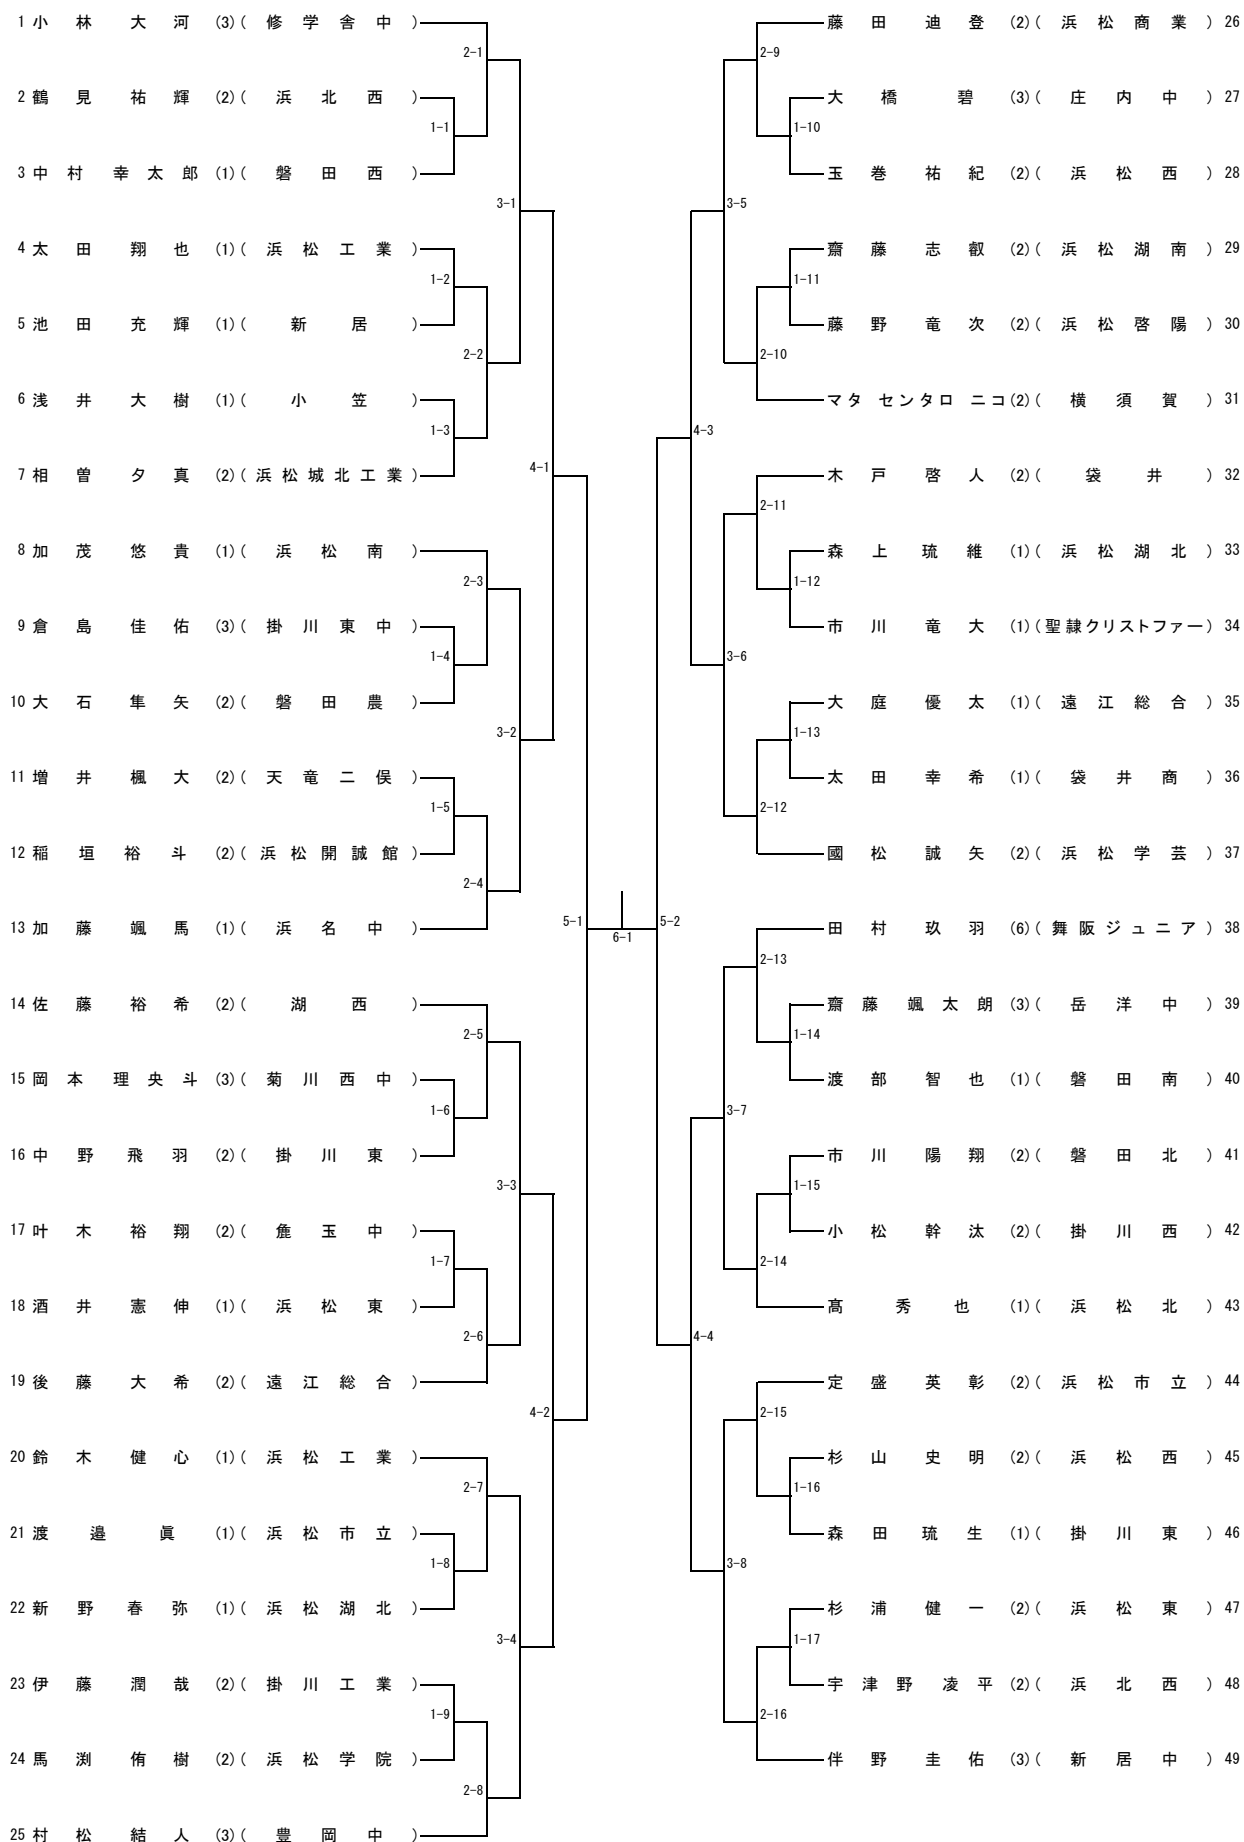 1 小林大河 (3)(修学舎中)
2-1
2 鶴見祐輝 (2)(浜北西)
1-1
3 中村幸太郎 (1)(磐田西)
3-1
4 太田翔也 (1)(浜松工業)
1-2
5 池田充輝 (1)(新居)
2-2
6 浅井大樹 (1)(小笠)
1-3
7 相曽夕真 (2)(浜松城北工業)
4-1
8 加茂悠貴 (1)(浜松南)
2-3
9 倉島佳佑 (3)(掛川東中)
1-4
10 大石隼矢 (2)(磐田農)
3-2
11 増井楓大 (2)(天竜二俣)
1-5
12 稲垣裕斗 (2)(浜松開誠館)
2-4
13 加藤颯馬 (1)(浜名中)
5-1
14 佐藤裕希 (2)(湖西)
2-5
15 岡本理央斗 (3)(菊川西中)
1-6
16 中野飛羽 (2)(掛川東)
3-3
17 叶木裕翔 (2)(麁玉中)
1-7
18 酒井憲伸 (1)(浜松東)
2-6
19 後藤大希 (2)(遠江総合)
4-2
20 鈴木健心 (1)(浜松工業)
2-7
21 渡邉眞 (1)(浜松市立)
1-8
22 新野春弥 (1)(浜松湖北)
3-4
23 伊藤潤哉 (2)(掛川工業)
1-9
24 馬渕侑樹 (2)(浜松学院)
2-8
25 村松結人 (3)(豊岡中)
6-1
藤田迪登 (2)(浜松商業) 26
2-9
大橋碧 (3)(庄内中) 27
1-10
玉巻祐紀 (2)(浜松西) 28
3-5
齋藤志叡 (2)(浜松湖南) 29
1-11
藤野竜次 (2)(浜松啓陽) 30
2-10
マタ センタロ ニコ (2)(横須賀) 31
4-3
木戸啓人 (2)(袋井) 32
2-11
森上琉維 (1)(浜松湖北) 33
1-12
市川竜大 (1)(聖隷クリストファー) 34
3-6
大庭優太 (1)(遠江総合) 35
1-13
太田幸希 (1)(袋井商) 36
2-12
國松誠矢 (2)(浜松学芸) 37
5-2
田村玖羽 (6)(舞阪ジュニア) 38
2-13
齋藤颯太朗 (3)(岳洋中) 39
1-14
渡部智也 (1)(磐田南) 40
3-7
市川陽翔 (2)(磐田北) 41
1-15
小松幹汰 (2)(掛川西) 42
2-14
髙秀也 (1)(浜松北) 43
4-4
定盛英彰 (2)(浜松市立) 44
2-15
杉山史明 (2)(浜松西) 45
1-16
森田琉生 (1)(掛川東) 46
3-8
杉浦健一 (2)(浜松東) 47
1-17
宇津野凌平 (2)(浜北西) 48
2-16
伴野圭佑 (3)(新居中) 49